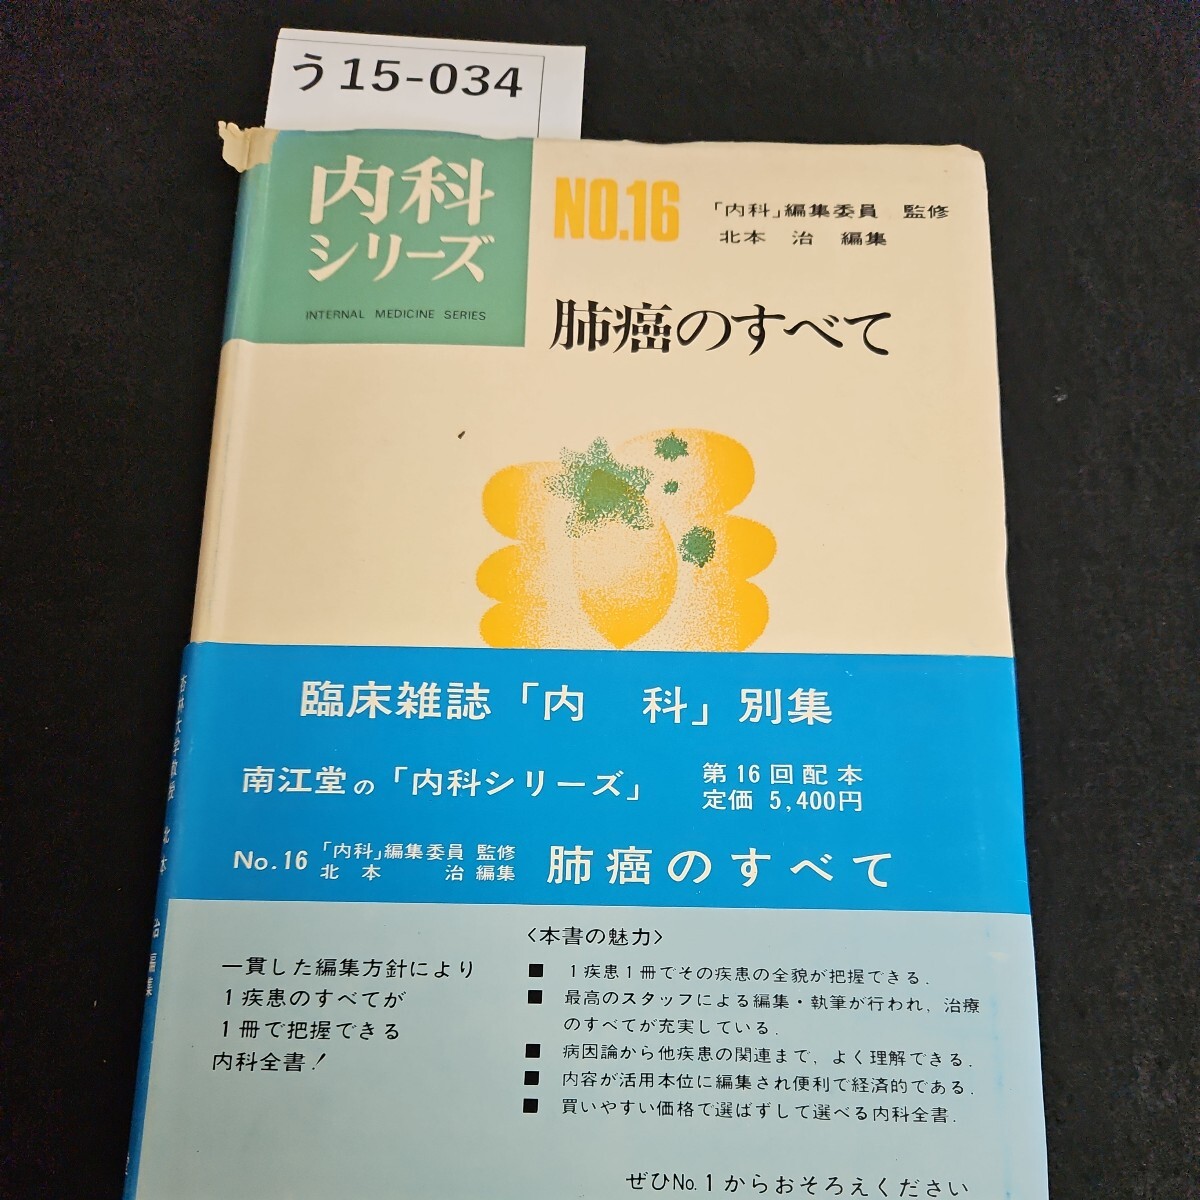 う15-034
内科
シリーズ
INTERNAL MEDICINE SERIES
NO.16
「内科」編集委員 監修
北本 治 編集
肺癌のすべて
臨床雑誌「内 科」別集
南江堂の「内科シリーズ」
第16回配本
定価 5,400円
No.16
「内科」編集委員 監修
北 本 治 編集
肺癌のすべて
一貫した編集方針により
1疾患のすべてが
1冊で把握できる
内科全書!
〈本書の魅力〉
■ 1疾患1冊でその疾患の全貌が把握できる.
■ 最高のスタッフによる編集・執筆が行われ,治療
のすべてが充実している.
■ 病因論から他疾患の関連まで,よく理解できる.
■ 内容が活用本位に編集され便利で経済的である.
■ 買いやすい価格で選ばずして選べる内科全書.
ぜひNo.1からおそろえください
杏林大学教授 北本 治 編集